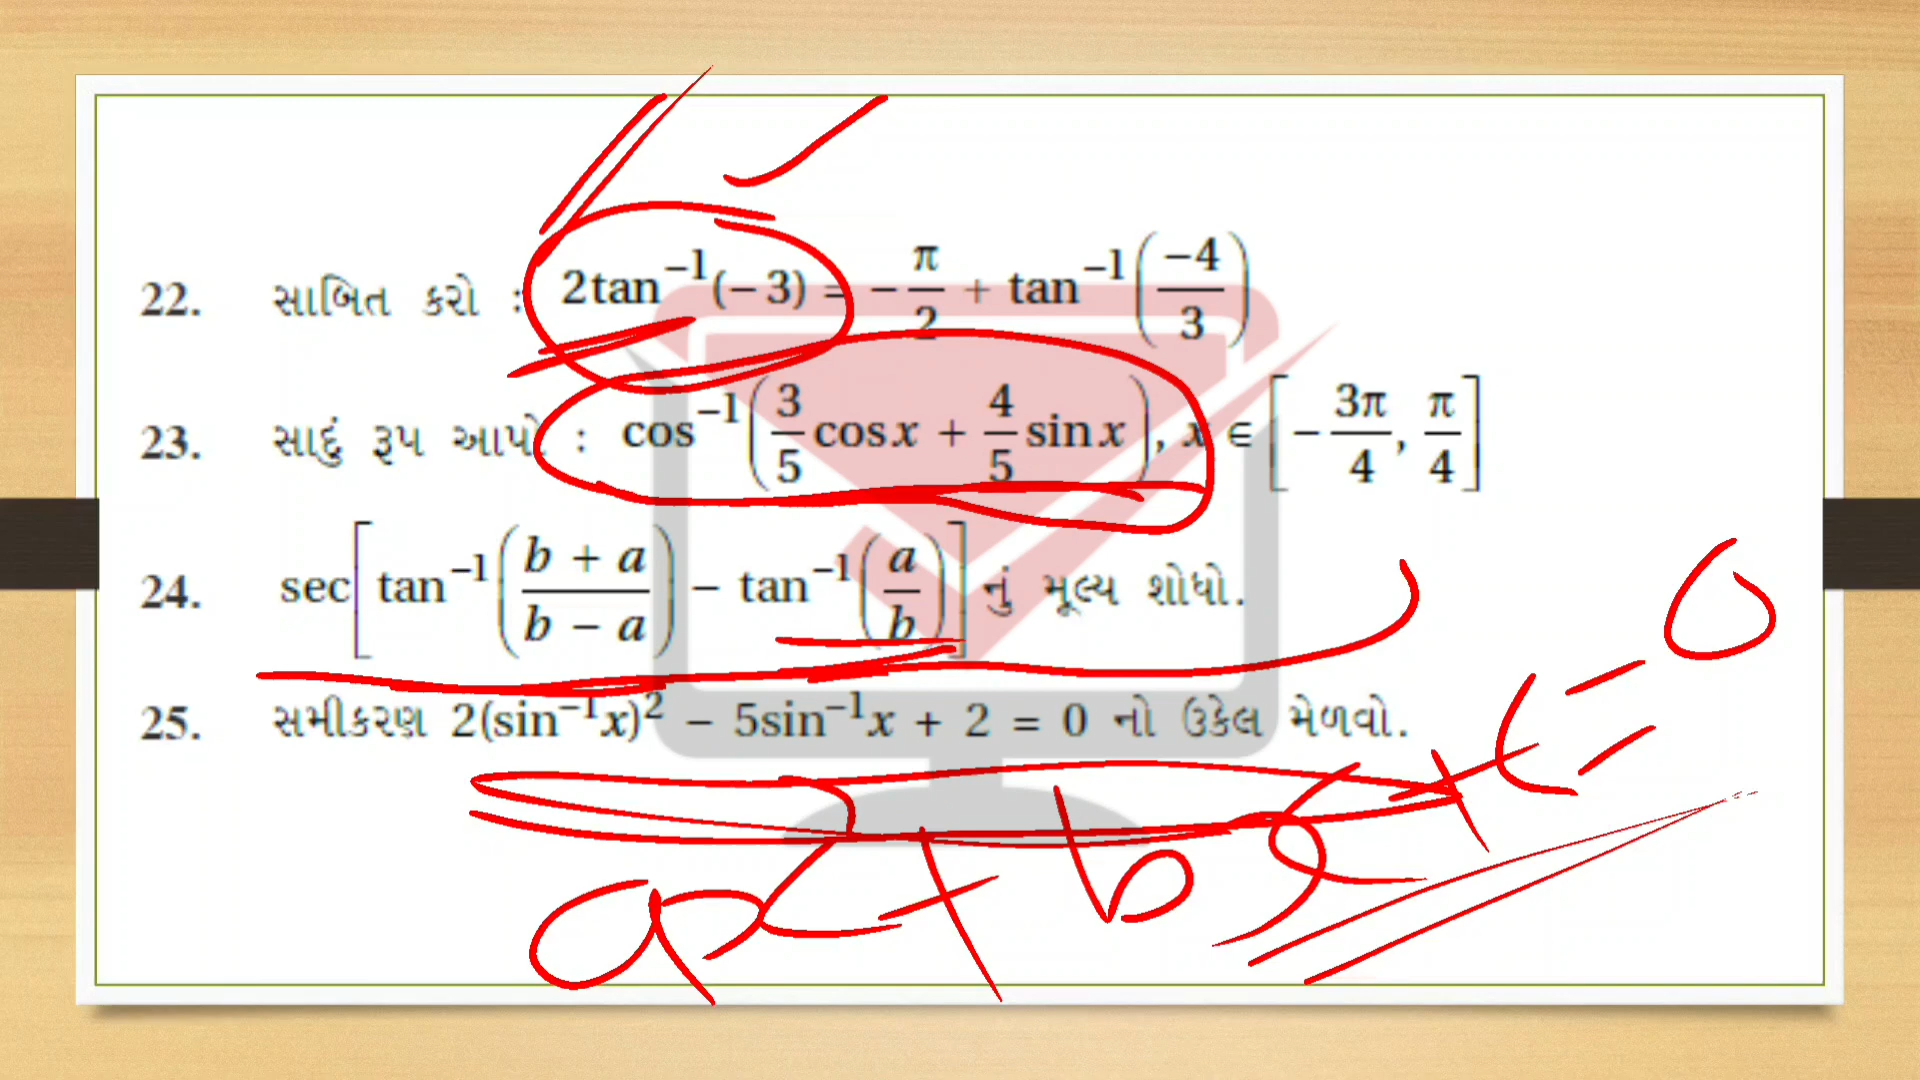 22. સાબિત કરો : 2tan⁻¹(−3) = −π/2 + tan⁻¹(−4/3)
23. સાદું રૂપ આપો : cos⁻¹(3/5 cosx + 4/5 sinx), x ∈ [−3π/4, π/4]
24. sec[tan⁻¹((b + a)/(b − a)) − tan⁻¹(a/b)] નું મૂલ્ય શોધો.
25. સમીકરણ 2(sin⁻¹x)² − 5sin⁻¹x + 2 = 0 નો ઉકેલ મેળવો.
ax² + bx + c = 0